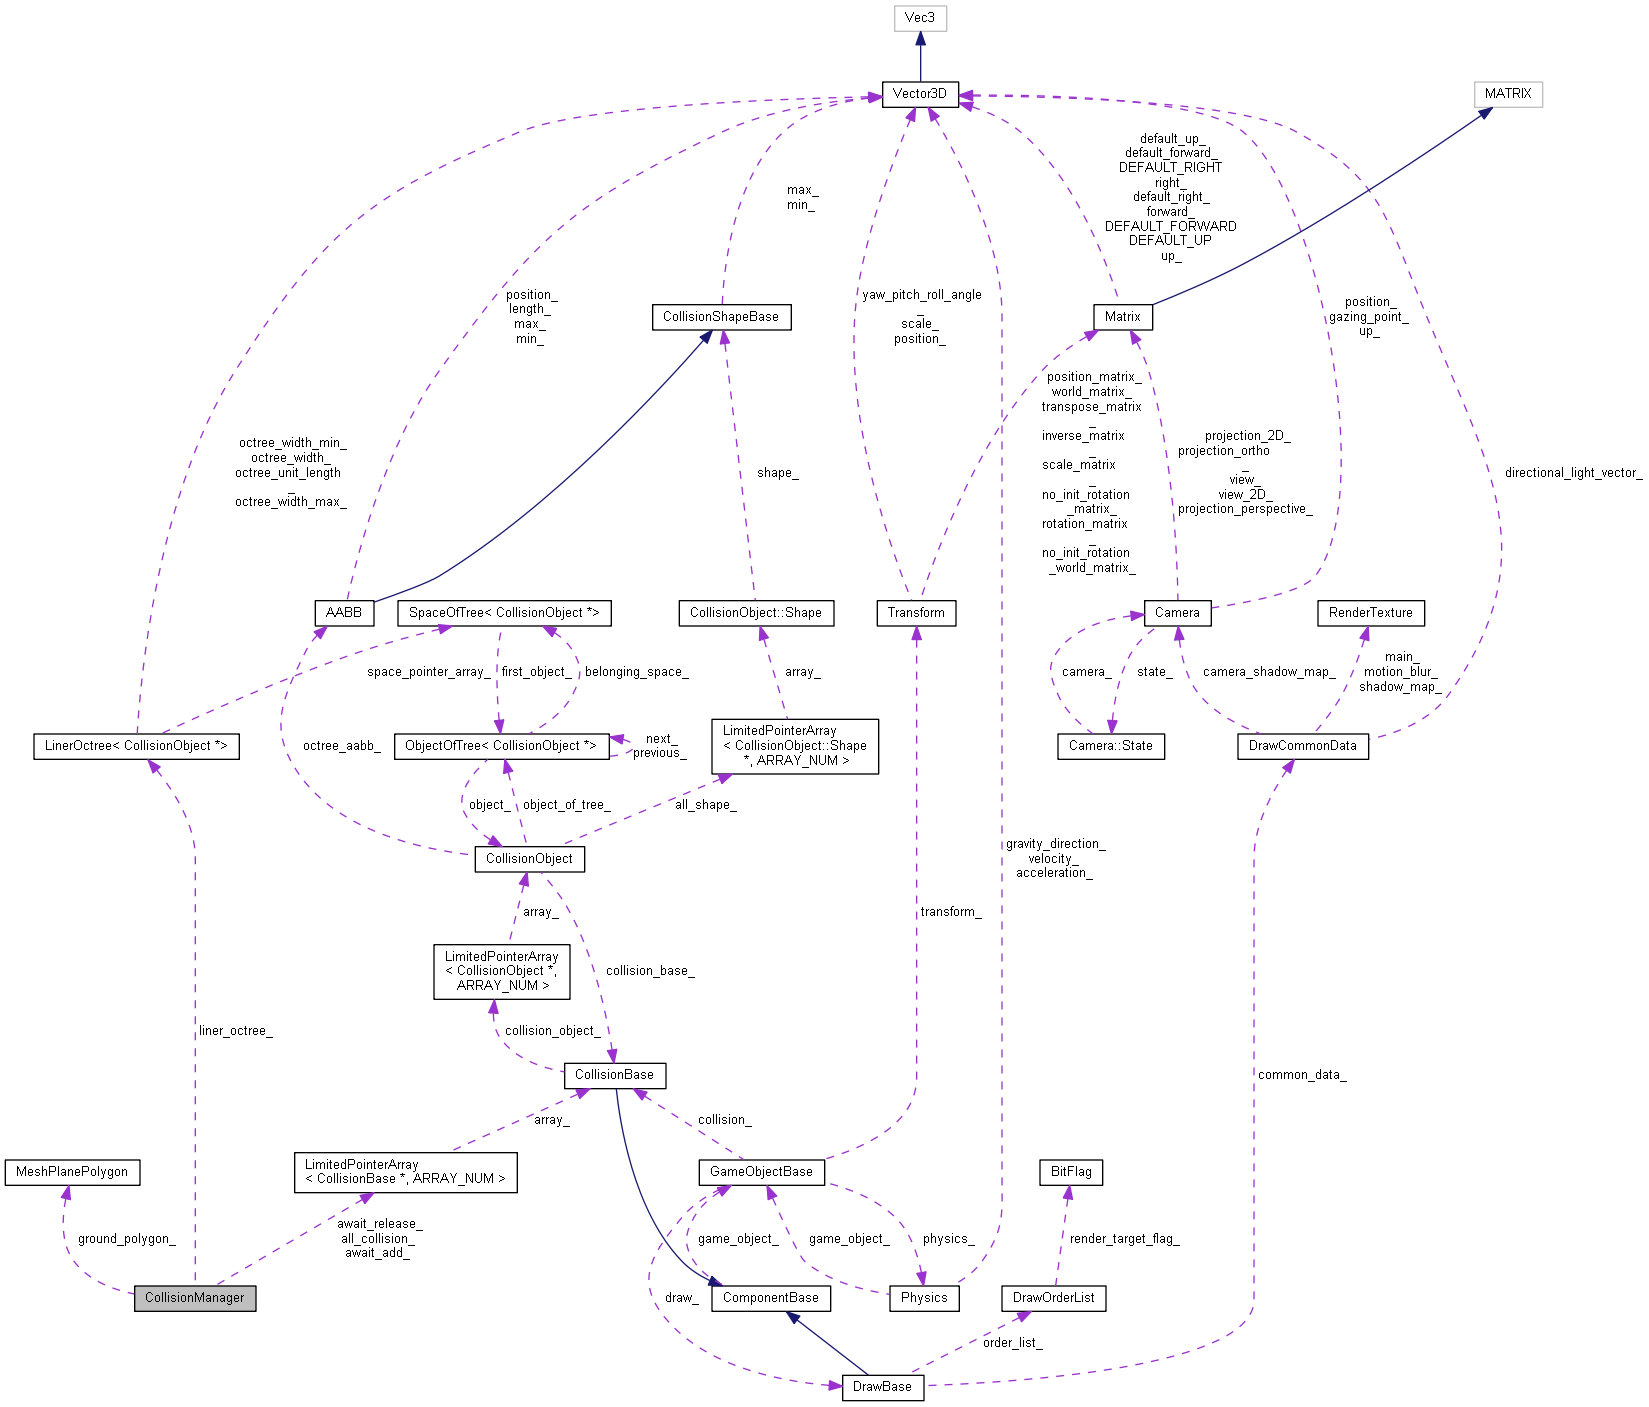 Vec3
Vector3D
MATRIX
default_up_
default_forward_
DEFAULT_RIGHT
right_
default_right_
forward_
DEFAULT_FORWARD
DEFAULT_UP
up_
max_
min_
position_
length_
max_
min_
CollisionShapeBase
yaw_pitch_roll_angle
_
scale_
position_
Matrix
position_
gazing_point_
up_
position_matrix_
world_matrix_
transpose_matrix
_
inverse_matrix
_
scale_matrix
_
no_init_rotation
_matrix_
rotation_matrix
_
no_init_rotation
_world_matrix_
octree_width_min_
octree_width_
octree_unit_length
_
octree_width_max_
shape_
projection_2D_
projection_ortho
_
view_
view_2D_
projection_perspective_
directional_light_vector_
AABB
SpaceOfTree< CollisionObject *>
CollisionObject::Shape
Transform
Camera
RenderTexture
space_pointer_array_
first_object_
belonging_space_
array_
camera_
state_
camera_shadow_map_
main_
motion_blur_
shadow_map_
LinerOctree< CollisionObject *>
octree_aabb_
ObjectOfTree< CollisionObject *>
next_
previous_
LimitedPointerArray
< CollisionObject::Shape
*, ARRAY_NUM >
Camera::State
DrawCommonData
object_
object_of_tree_
all_shape_
CollisionObject
gravity_direction_
velocity_
acceleration_
array_
transform_
LimitedPointerArray
< CollisionObject *,
ARRAY_NUM >
collision_base_
liner_octree_
collision_object_
CollisionBase
common_data_
array_
collision_
MeshPlanePolygon
LimitedPointerArray
< CollisionBase *, ARRAY_NUM >
GameObjectBase
BitFlag
ground_polygon_
await_release_
all_collision_
await_add_
game_object_
game_object_
physics_
render_target_flag_
CollisionManager
draw_
ComponentBase
Physics
DrawOrderList
order_list_
DrawBase